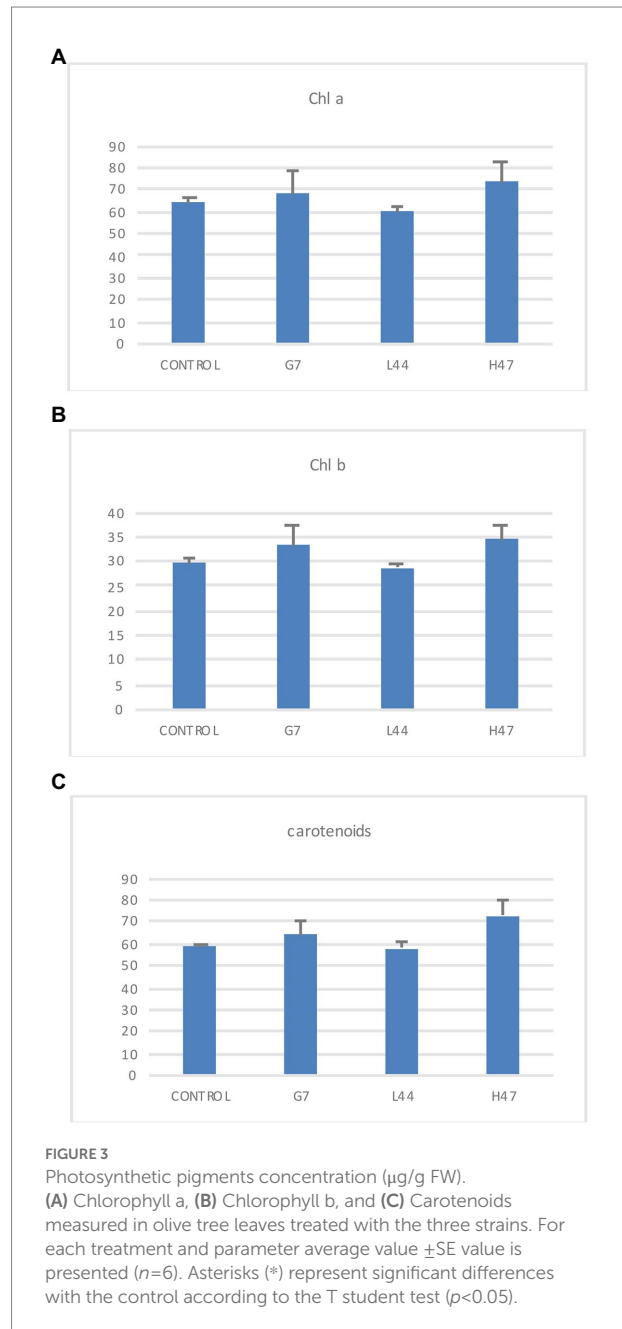 A
Chl a
90
80
70
60
50
40
30
20
10
0
CONTROL G7 L44 H47
B
Chl b
40
35
30
25
20
15
10
5
0
CONTROL G7 L44 H47
C
carotenoids
90
80
70
60
50
40
30
20
10
0
CONTROL G7 L44 H47
FIGURE 3
Photosynthetic pigments concentration (μg/g FW).
(A) Chlorophyll a, (B) Chlorophyll b, and (C) Carotenoids
measured in olive tree leaves treated with the three strains. For
each treatment and parameter average value ±SE value is
presented (n=6). Asterisks (*) represent significant differences
with the control according to the T student test (p<0.05).